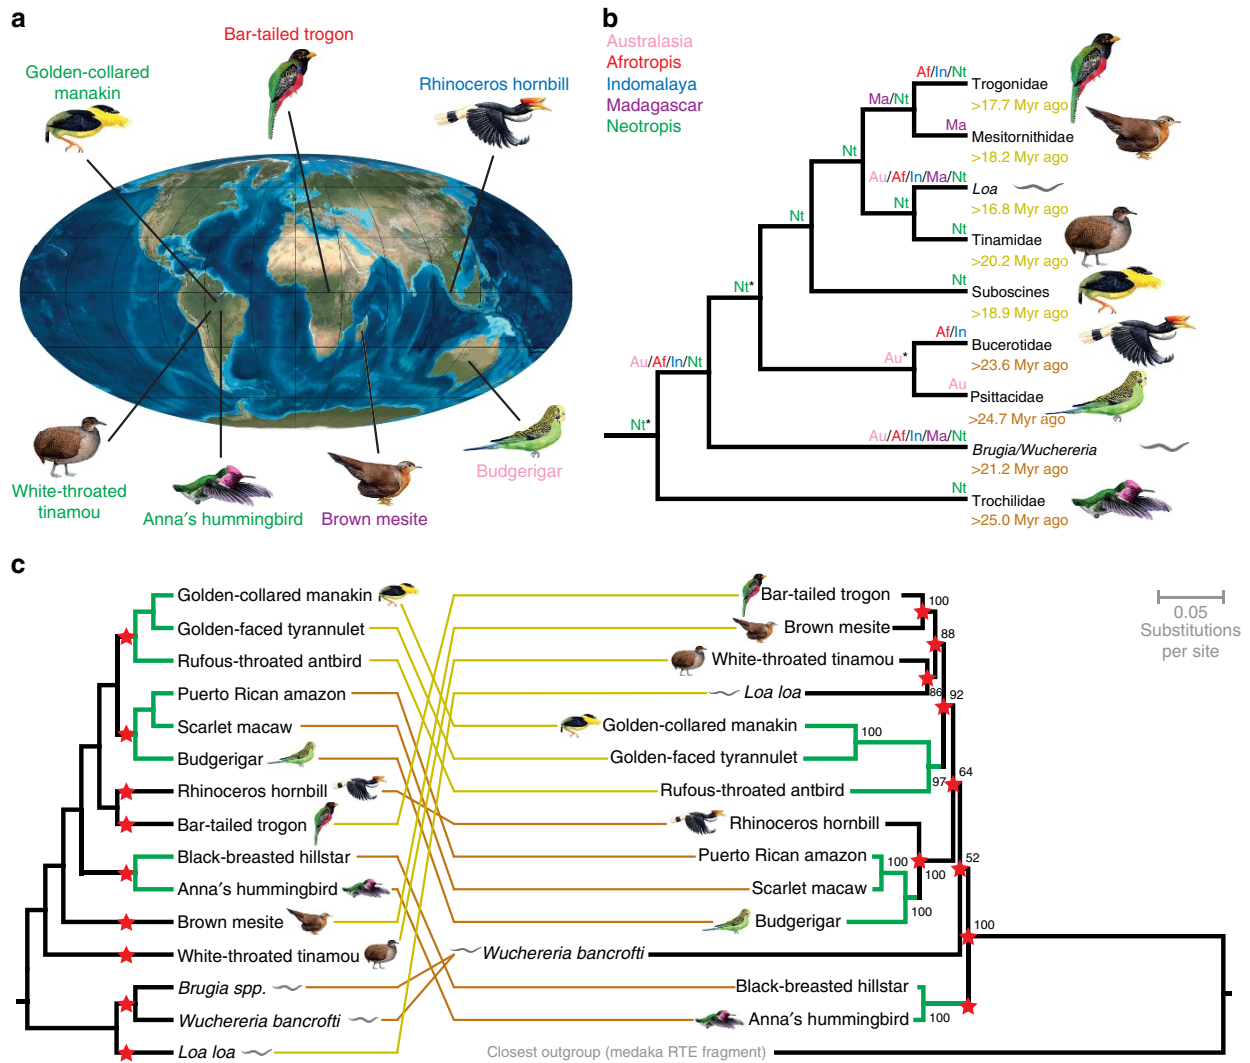 a
Bar-tailed trogon
Golden-collared
manakin
Rhinoceros hornbill
White-throated
tinamou
Anna's hummingbird
Brown mesite
Budgerigar
b
Australasia
Afrotropis
Indomalaya
Madagascar
Neotropis
Af/In/Nt
Trogonidae
>17.7 Myr ago
Ma/Nt
Ma
Mesitornithidae
>18.2 Myr ago
Nt
Au/Af/In/Ma/Nt
Loa
>16.8 Myr ago
Nt
Nt
Tinamidae
>20.2 Myr ago
Nt
Nt
Suboscines
>18.9 Myr ago
Nt*
Af/In
Bucerotidae
>23.6 Myr ago
Au*
Au
Psittacidae
>24.7 Myr ago
Au/Af/In/Nt
Au/Af/In/Ma/Nt
Brugia/Wuchereria
>21.2 Myr ago
Nt*
Nt
Trochilidae
>25.0 Myr ago
c
Golden-collared manakin
Golden-faced tyrannulet
Rufous-throated antbird
Puerto Rican amazon
Scarlet macaw
Budgerigar
Rhinoceros hornbill
Bar-tailed trogon
Black-breasted hillstar
Anna's hummingbird
Brown mesite
White-throated tinamou
Brugia spp.
Wuchereria bancrofti
Loa loa
Bar-tailed trogon
Brown mesite
White-throated tinamou
Loa loa
Golden-collared manakin
Golden-faced tyrannulet
Rufous-throated antbird
Rhinoceros hornbill
Puerto Rican amazon
Scarlet macaw
Budgerigar
Wuchereria bancrofti
Black-breasted hillstar
Anna's hummingbird
Closest outgroup (medaka RTE fragment)
100
88
86
92
100
97
64
100
100
100
52
100
100
0.05
Substitutions
per site